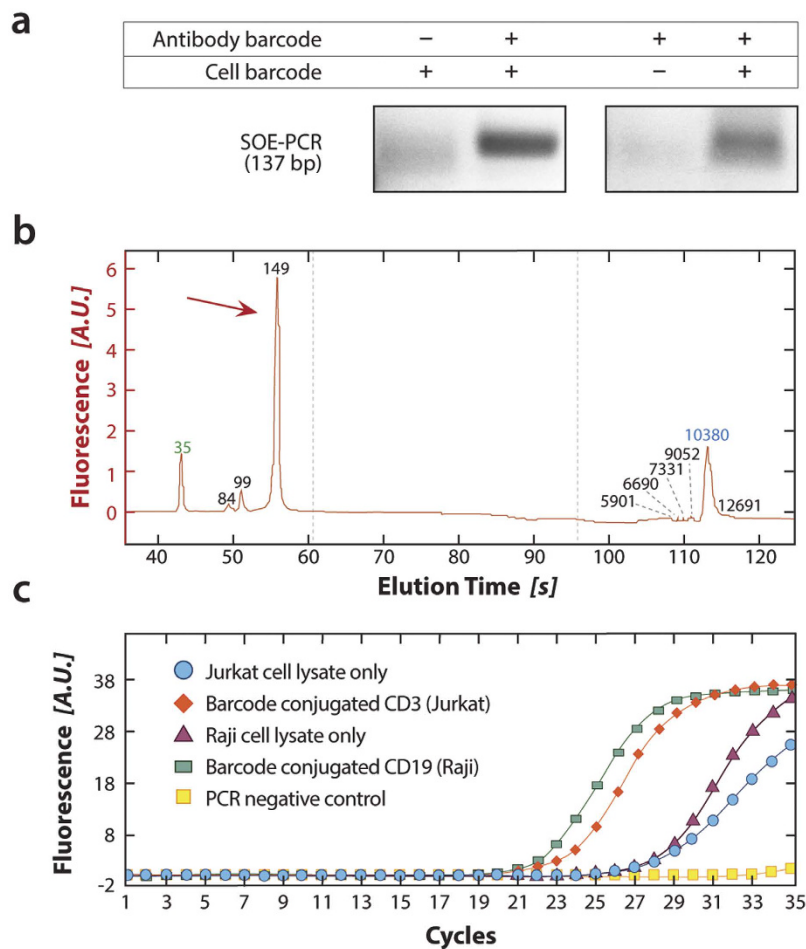 a
Antibody barcode − + + +
Cell barcode + + − +
SOE-PCR
(137 bp)
b
Fluorescence [A.U.]
6
5
4
3
2
1
0
35
84
99
149
5901
6690
7331
9052
10380
12691
40 50 60 70 80 90 100 110 120
Elution Time [s]
c
Fluorescence [A.U.]
38
28
18
8
-2
Jurkat cell lysate only
Barcode conjugated CD3 (Jurkat)
Raji cell lysate only
Barcode conjugated CD19 (Raji)
PCR negative control
1 3 5 7 9 11 13 15 17 19 21 23 25 27 29 31 33 35
Cycles